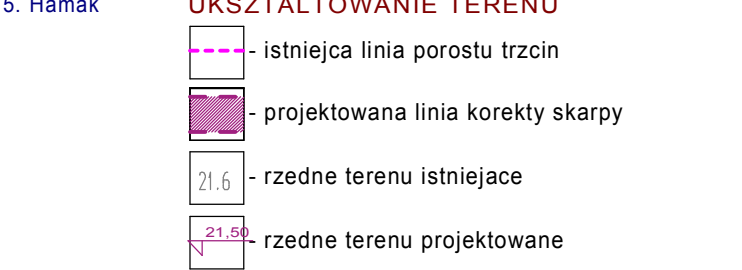 5. Hamak
UKSZTAŁTOWANIE TERENU
- istniejca linia porostu trzcin
- projektowana linia korekty skarpy
21.6 - rzedne terenu istniejace
21,50 - rzedne terenu projektowane